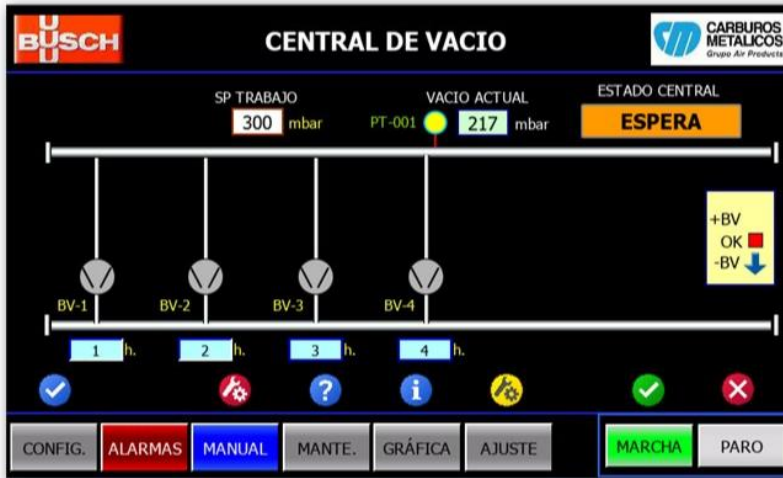 BUSCH
CENTRAL DE VACIO
CARBUROS
METALICOS
Grupo Air Products
SP TRABAJO
300 mbar
PT-001
VACIO ACTUAL
217 mbar
ESTADO CENTRAL
ESPERA
+BV
OK
-BV
BV-1
BV-2
BV-3
BV-4
1 h.
2 h.
3 h.
4 h.
CONFIG.
ALARMAS
MANUAL
MANTE.
GRÁFICA
AJUSTE
MARCHA
PARO